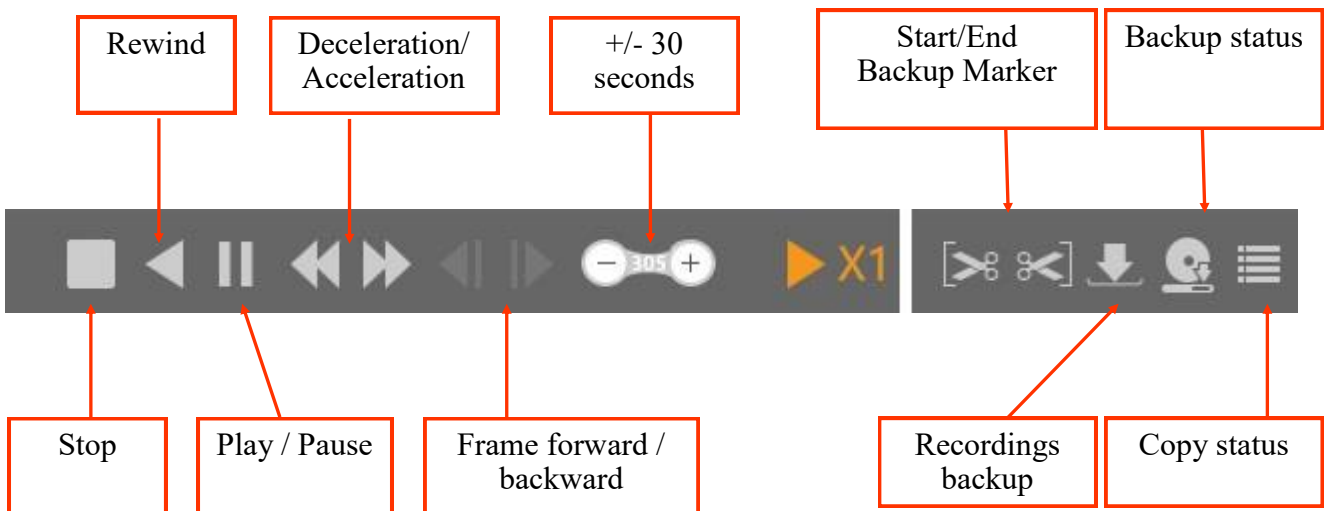 Rewind
Deceleration/
Acceleration
+/- 30
seconds
Start/End
Backup Marker
Backup status
305
X1
Stop
Play / Pause
Frame forward /
backward
Recordings
backup
Copy status